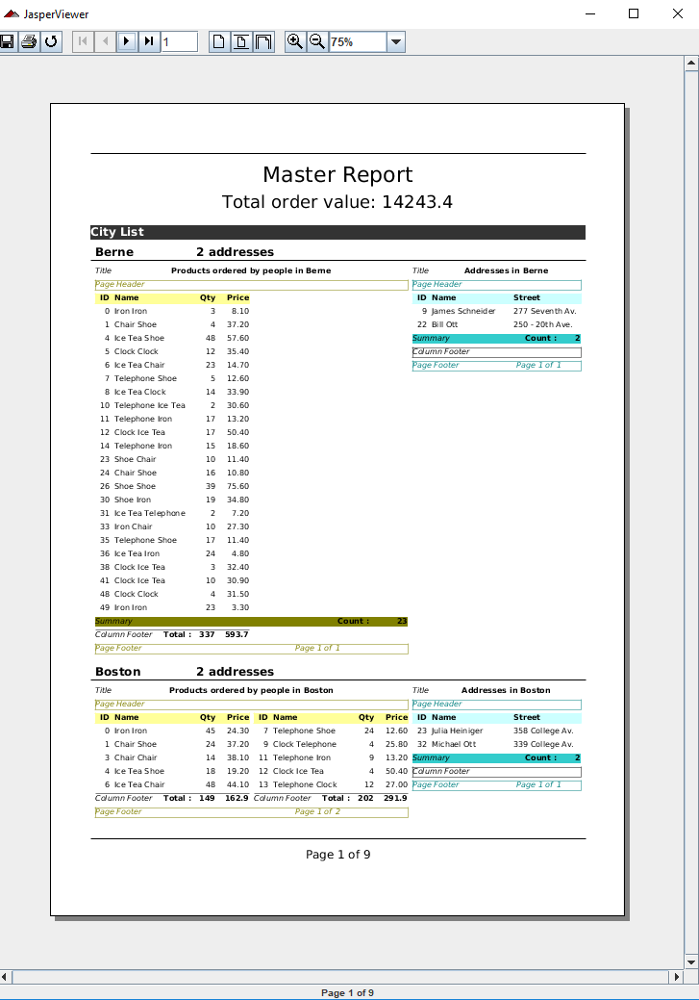 JasperViewer
1
75%
Master Report
Total order value: 14243.4
City List
Berne 2 addresses
Title Products ordered by people in Berne
Page Header
ID Name Qty Price
0 Iron Iron 3 8.10
1 Chair Shoe 4 37.20
4 Ice Tea Shoe 48 57.60
5 Clock Clock 12 35.40
6 Ice Tea Chair 23 14.70
7 Telephone Shoe 5 12.60
8 Ice Tea Clock 14 33.90
10 Telephone Ice Tea 2 30.60
11 Telephone Iron 17 13.20
12 Clock Ice Tea 17 50.40
14 Telephone Iron 15 18.60
23 Shoe Chair 10 11.40
24 Chair Shoe 16 10.80
26 Shoe Shoe 39 75.60
30 Shoe Iron 19 34.80
31 Ice Tea Telephone 2 7.20
33 Iron Chair 10 27.30
35 Telephone Shoe 17 11.40
36 Ice Tea Iron 24 4.80
38 Clock Ice Tea 3 32.40
41 Clock Ice Tea 10 30.90
48 Clock Clock 4 31.50
49 Iron Iron 23 3.30
Summary Count : 23
Column Footer Total : 337 593.7
Page Footer Page 1 of 1
Title Addresses in Berne
Page Header
ID Name Street
9 James Schneider 277 Seventh Av.
22 Bill Ott 250 - 20th Ave.
Summary Count : 2
Column Footer
Page Footer Page 1 of 1
Boston 2 addresses
Title Products ordered by people in Boston
Page Header
ID Name Qty Price ID Name Qty Price
0 Iron Iron 45 24.30 7 Telephone Shoe 24 12.60
1 Chair Shoe 24 37.20 9 Clock Telephone 4 25.80
3 Chair Chair 14 38.10 11 Telephone Iron 9 13.20
4 Ice Tea Shoe 18 19.20 12 Clock Ice Tea 4 50.40
6 Ice Tea Chair 48 44.10 13 Telephone Clock 12 27.00
Column Footer Total : 149 162.9 Column Footer Total : 202 291.9
Page Footer Page 1 of 2
Title Addresses in Boston
Page Header
ID Name Street
23 Julia Heiniger 358 College Av.
32 Michael Ott 339 College Av.
Summary Count : 2
Column Footer
Page Footer Page 1 of 1
Page 1 of 9
Page 1 of 9